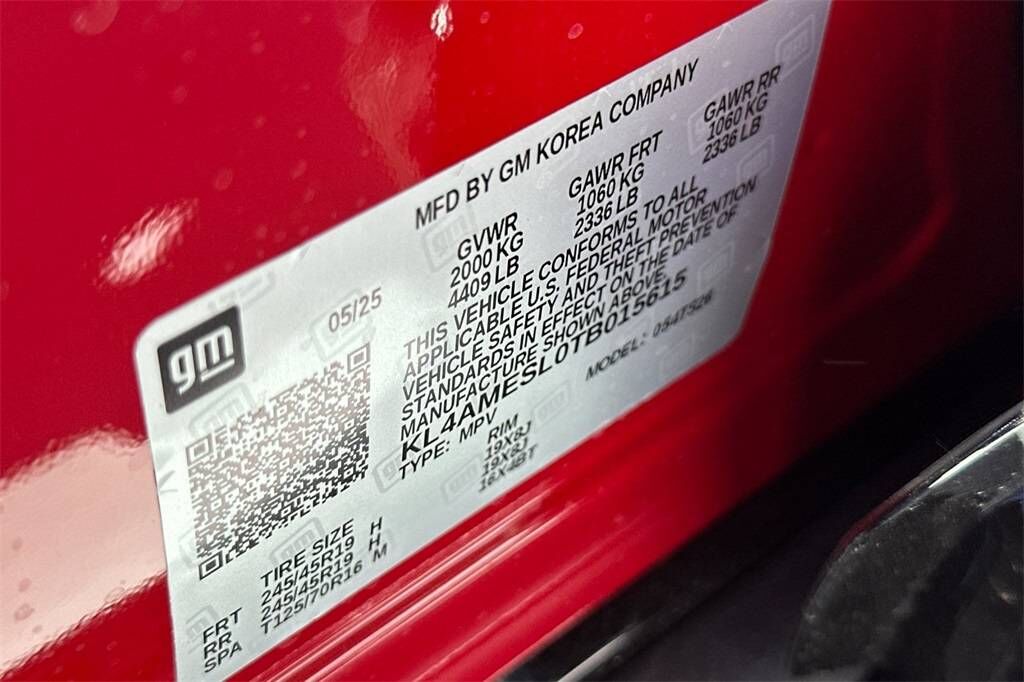 MFD BY GM KOREA COMPANY
gm
05/25
GVWR
2000 KG
4409 LB
GAWR FRT
1060 KG
2336 LB
GAWR RR
1060 KG
2336 LB
THIS VEHICLE CONFORMS TO ALL
APPLICABLE U.S. FEDERAL MOTOR
VEHICLE SAFETY AND THEFT PREVENTION
STANDARDS IN EFFECT ON THE DATE OF
MANUFACTURE SHOWN ABOVE.
KL4AMESL0TB015615
TYPE: MPV
MODEL:
TIRE SIZE
RIM
FRT 245/45R19 H 19X8J
RR 245/45R19 H 19X8J
SPA T125/70R16 M 16X4BT